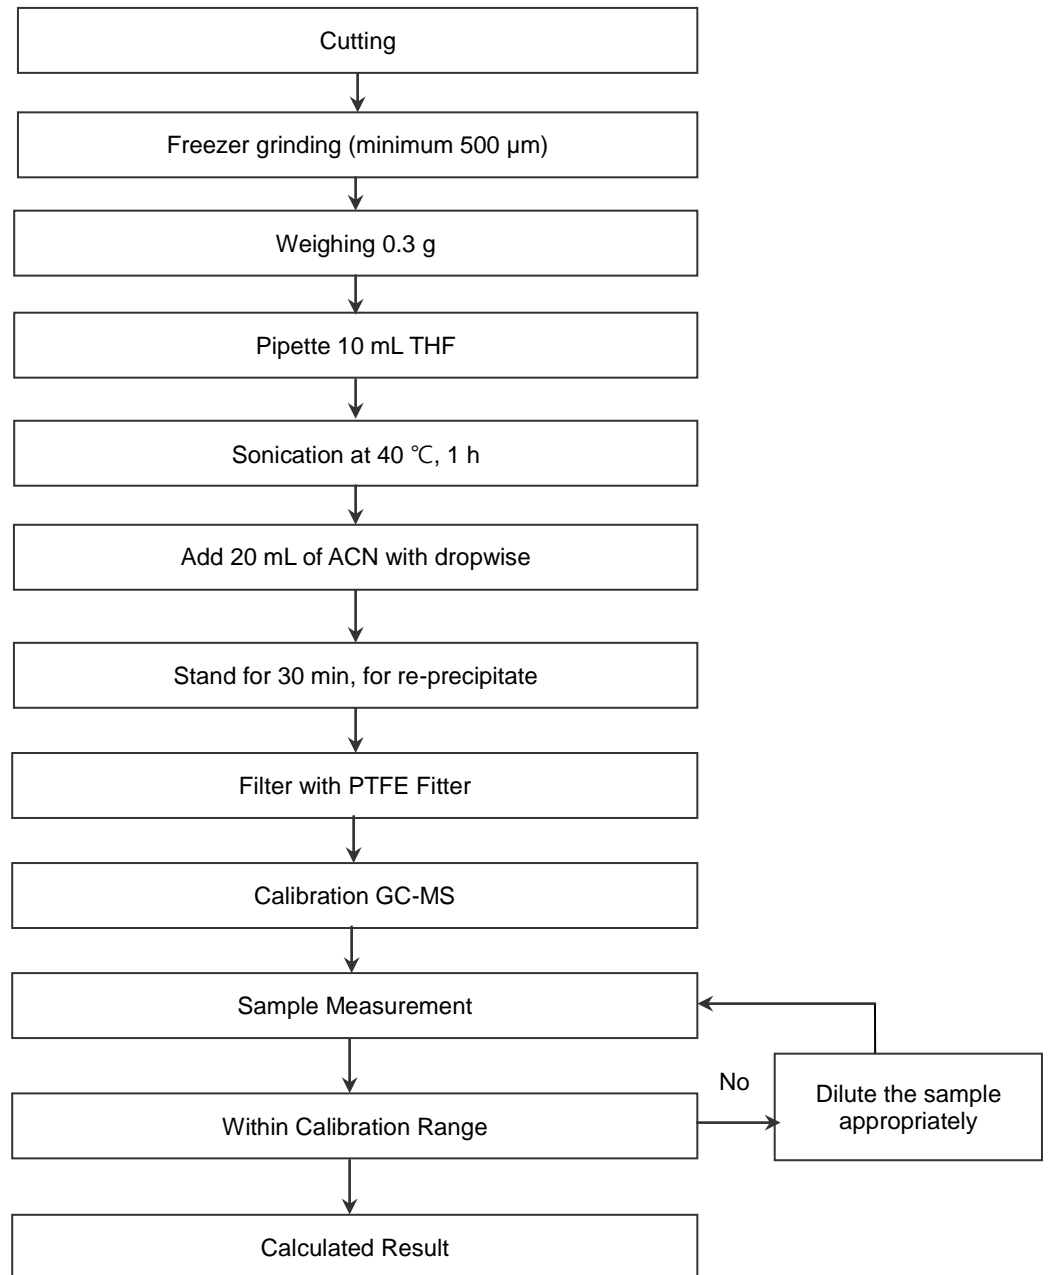 Cutting
Freezer grinding (minimum 500 µm)
Weighing 0.3 g
Pipette 10 mL THF
Sonication at 40 ℃, 1 h
Add 20 mL of ACN with dropwise
Stand for 30 min, for re-precipitate
Filter with PTFE Fitter
Calibration GC-MS
Sample Measurement
Within Calibration Range
No
Dilute the sample
appropriately
Calculated Result